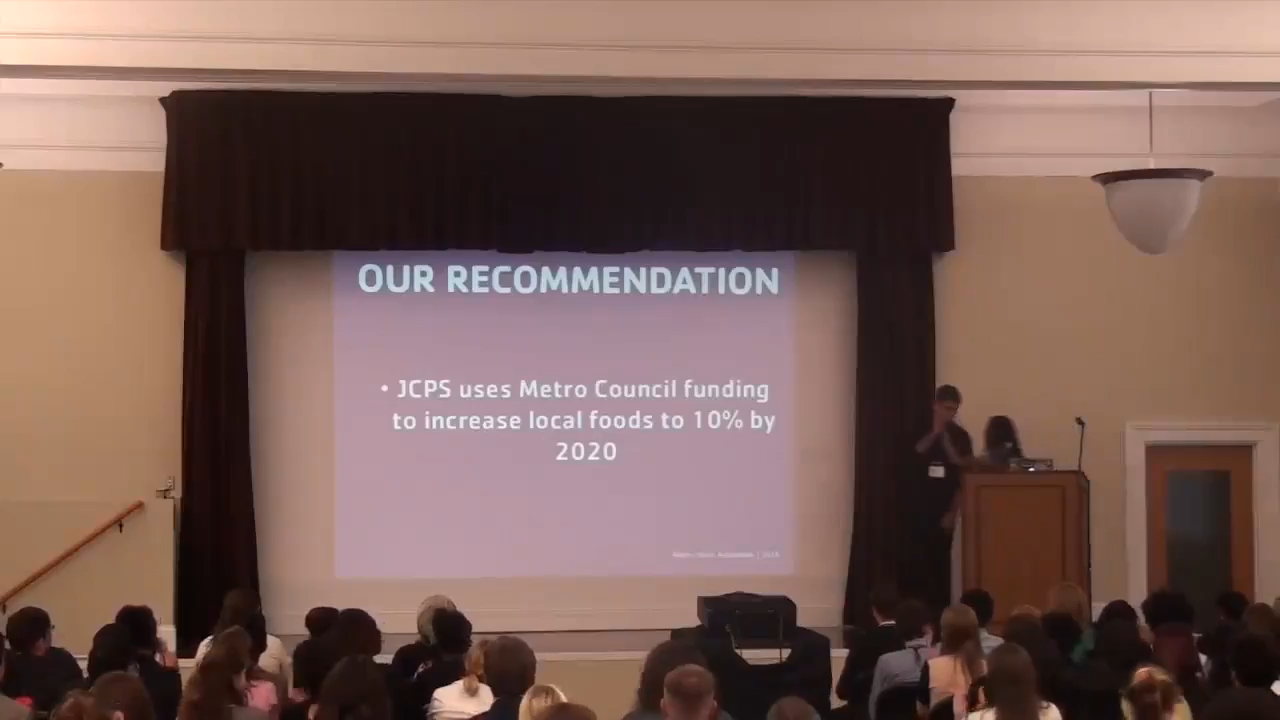 OUR RECOMMENDATION
• JCPS uses Metro Council funding
to increase local foods to 10% by
2020